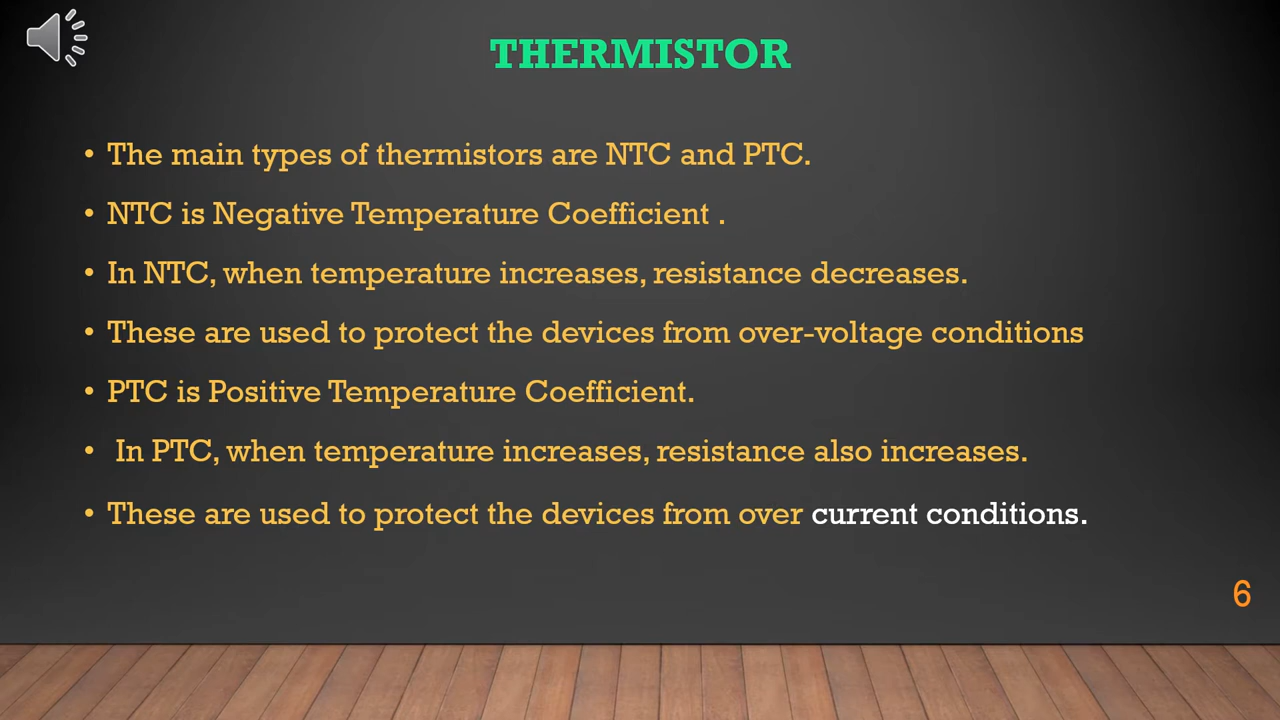 THERMISTOR
• The main types of thermistors are NTC and PTC.
• NTC is Negative Temperature Coefficient .
• In NTC, when temperature increases, resistance decreases.
• These are used to protect the devices from over-voltage conditions
• PTC is Positive Temperature Coefficient.
• In PTC, when temperature increases, resistance also increases.
• These are used to protect the devices from over current conditions.
6